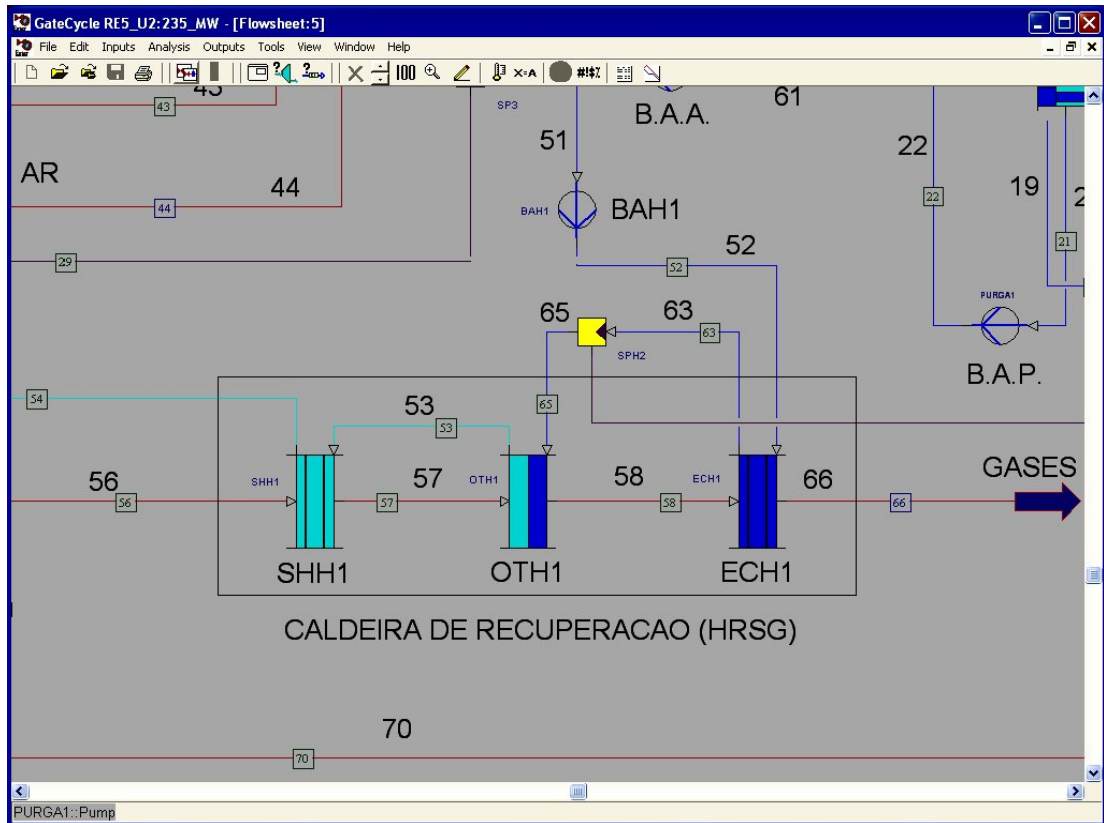 GateCycle RE5_U2:235_MW - [Flowsheet:5]
File Edit Inputs Analysis Outputs Tools View Window Help
100 X=A #!$%
43
43
SP3
B.A.A.
61
51
22
AR
44
44
BAH1
BAH1
22
19
2
29
52
52
21
PURGA1
65
63
63
SPH2
B.A.P.
54
53
53
65
56
56
SHH1
57
57
OTH1
58
58
ECH1
66
66
GASES
SHH1
OTH1
ECH1
CALDEIRA DE RECUPERACAO (HRSG)
70
70
PURGA1::Pump